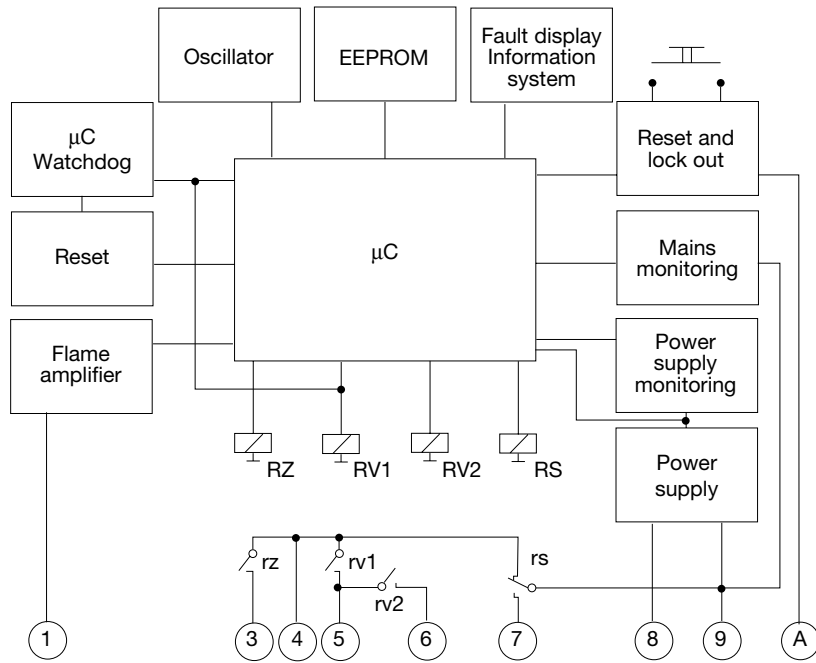 Oscillator
EEPROM
Fault display
Information
system
μC
Watchdog
Reset and
lock out
Reset
μC
Mains
monitoring
Flame
amplifier
Power
supply
monitoring
RZ
RV1
RV2
RS
Power
supply
rz
rv1
rs
rv2
1
3
4
5
6
7
8
9
A